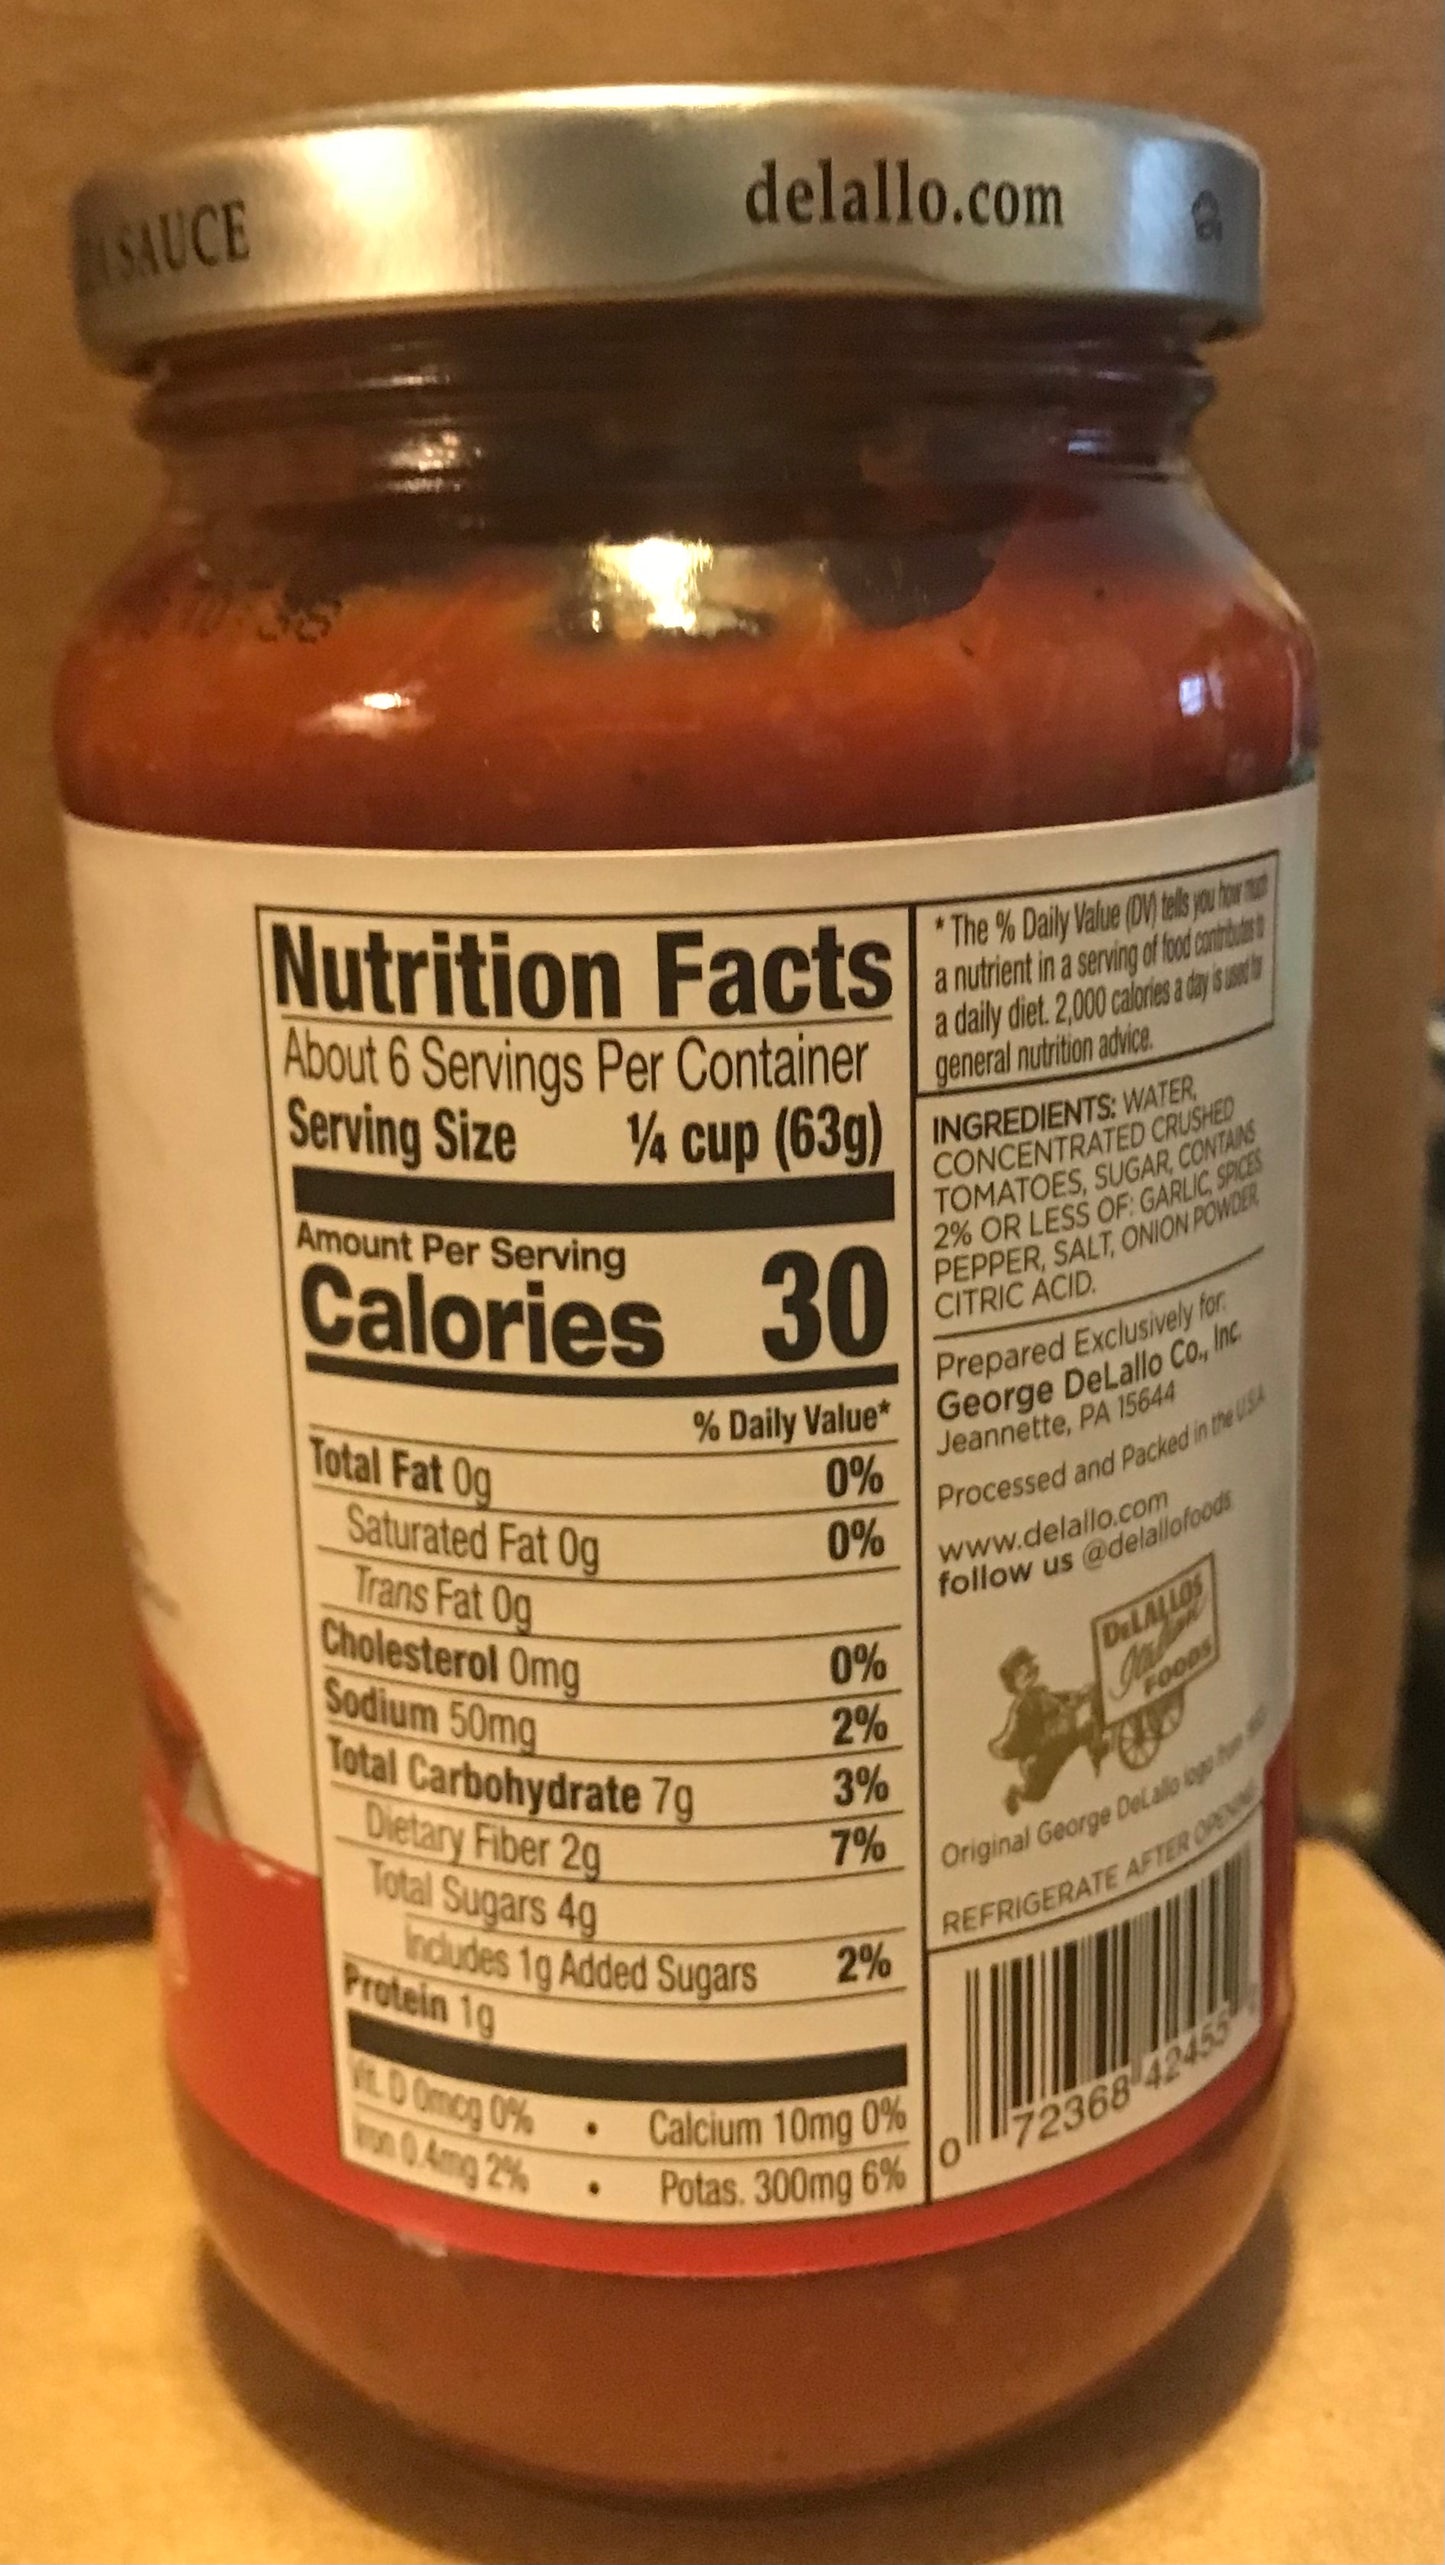 SAUCE
delallo.com
10:38
Nutrition Facts
About 6 Servings Per Container
Serving Size ¼ cup (63g)
Amount Per Serving
Calories 30
% Daily Value*
Total Fat 0g 0%
Saturated Fat 0g 0%
Trans Fat 0g
Cholesterol 0mg 0%
Sodium 50mg 2%
Total Carbohydrate 7g 3%
Dietary Fiber 2g 7%
Total Sugars 4g
Includes 1g Added Sugars 2%
Protein 1g
Vit. D 0mcg 0% • Calcium 10mg 0%
Iron 0.4mg 2% • Potas. 300mg 6%
* The % Daily Value (DV) tells you how much
a nutrient in a serving of food contributes to
a daily diet. 2,000 calories a day is used for
general nutrition advice.
INGREDIENTS: WATER,
CONCENTRATED CRUSHED
TOMATOES, SUGAR, CONTAINS
2% OR LESS OF: GARLIC, SPICES,
PEPPER, SALT, ONION POWDER,
CITRIC ACID.
Prepared Exclusively for:
George DeLallo Co., Inc.
Jeannette, PA 15644
Processed and Packed in the USA
www.delallo.com
follow us @delallofoods
DeLALLOS
Italian
FOODS
Original George DeLallo logo from
REFRIGERATE AFTER OPENING
0 72368 42455